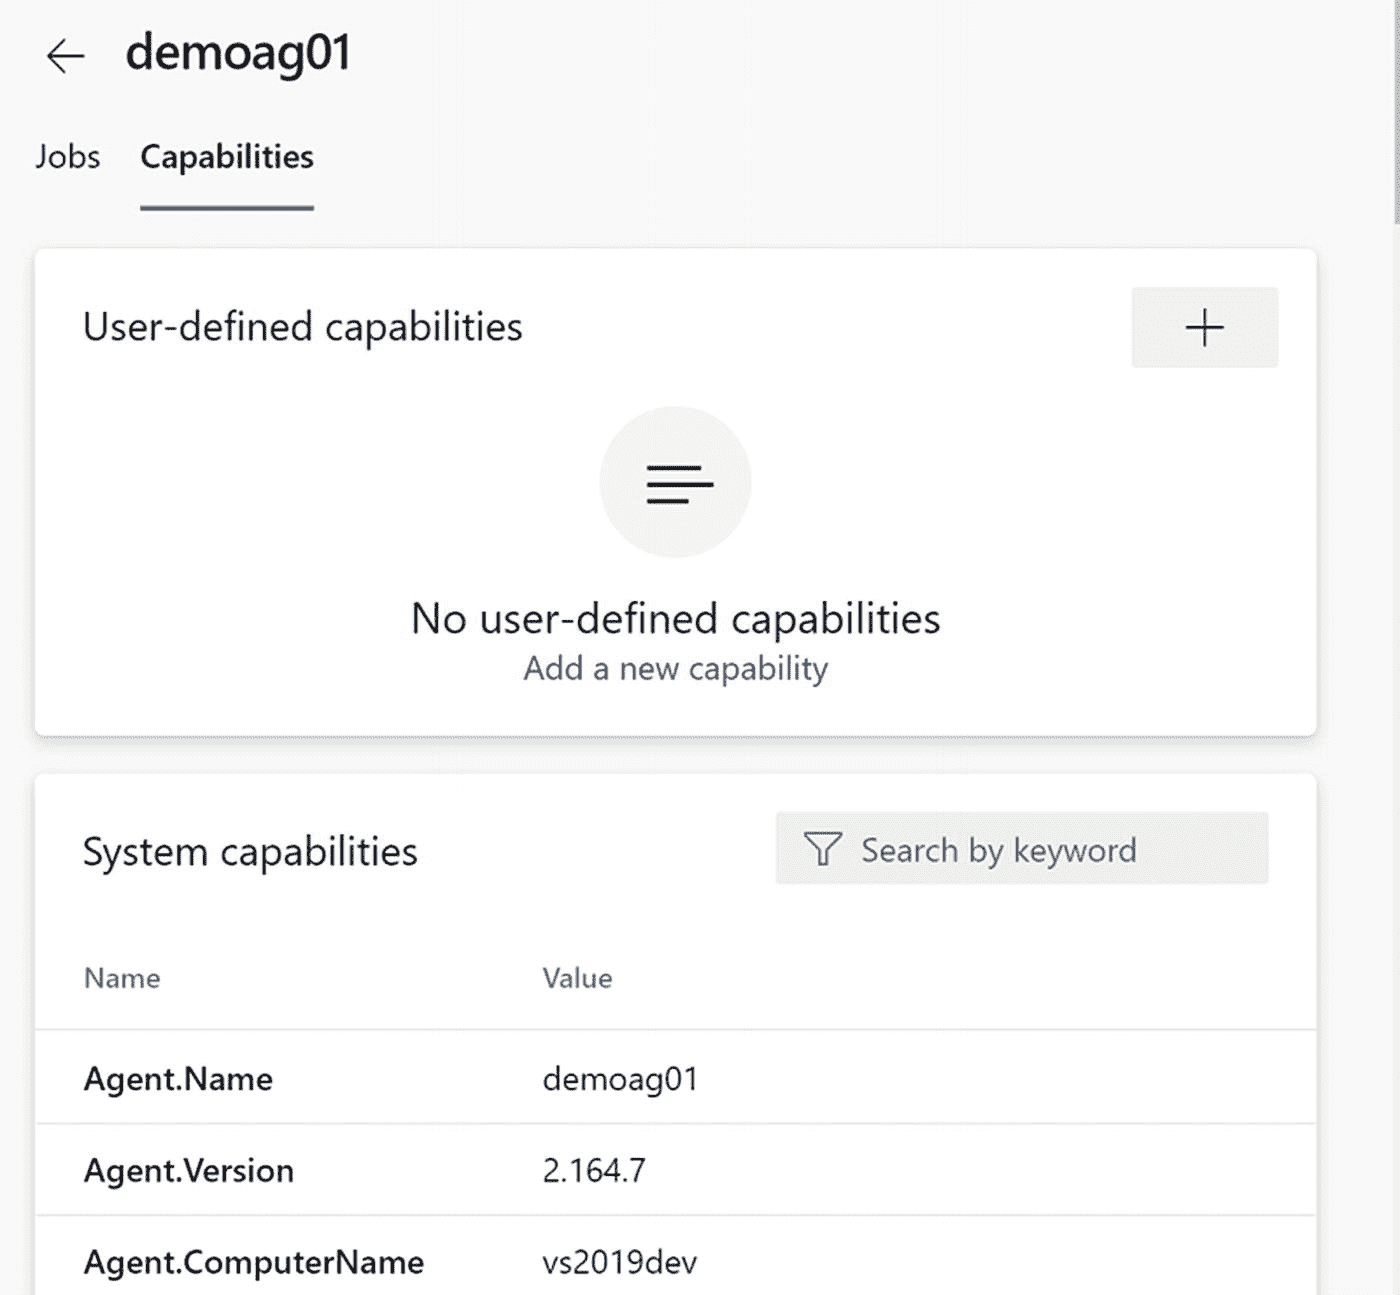 demoag01
Jobs Capabilities
User-defined capabilities
No user-defined capabilities
Add a new capability
System capabilities Search by keyword
Name Value
Agent.Name demoag01
Agent.Version 2.164.7
Agent.ComputerName vs2019dev